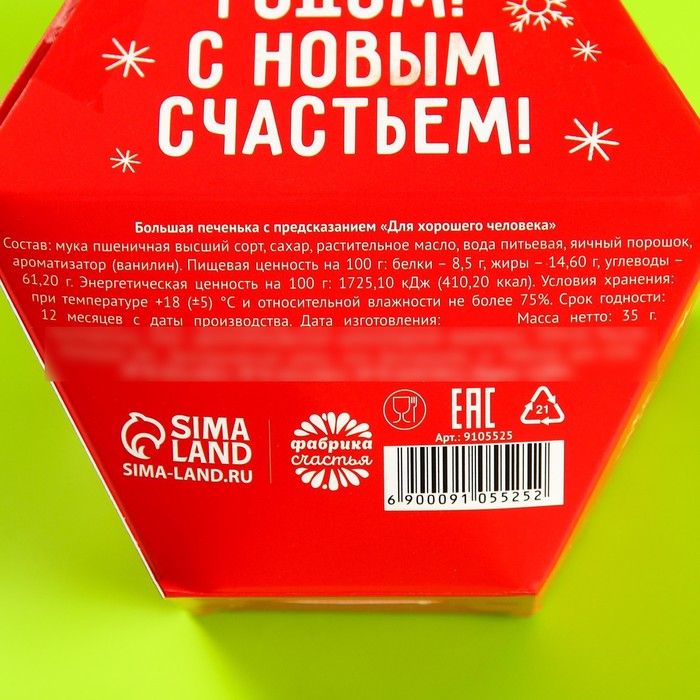 ГОДОМ!
С НОВЫМ
СЧАСТЬЕМ!
Большая печенька с предсказанием «Для хорошего человека»
Состав: мука пшеничная высший сорт, сахар, растительное масло, вода питьевая, яичный порошок,
ароматизатор (ванилин). Пищевая ценность на 100 г: белки – 8,5 г, жиры – 14,60 г, углеводы –
61,20 г. Энергетическая ценность на 100 г: 1725,10 кДж (410,20 ккал). Условия хранения:
при температуре +18 (±5) °С и относительной влажности не более 75%. Срок годности:
12 месяцев с даты производства. Дата изготовления: Масса нетто: 35 г.
SIMA
LAND
SIMA-LAND.RU
фабрика
счастья
EAC
21
Арт.: 9105525
6 900091 055252